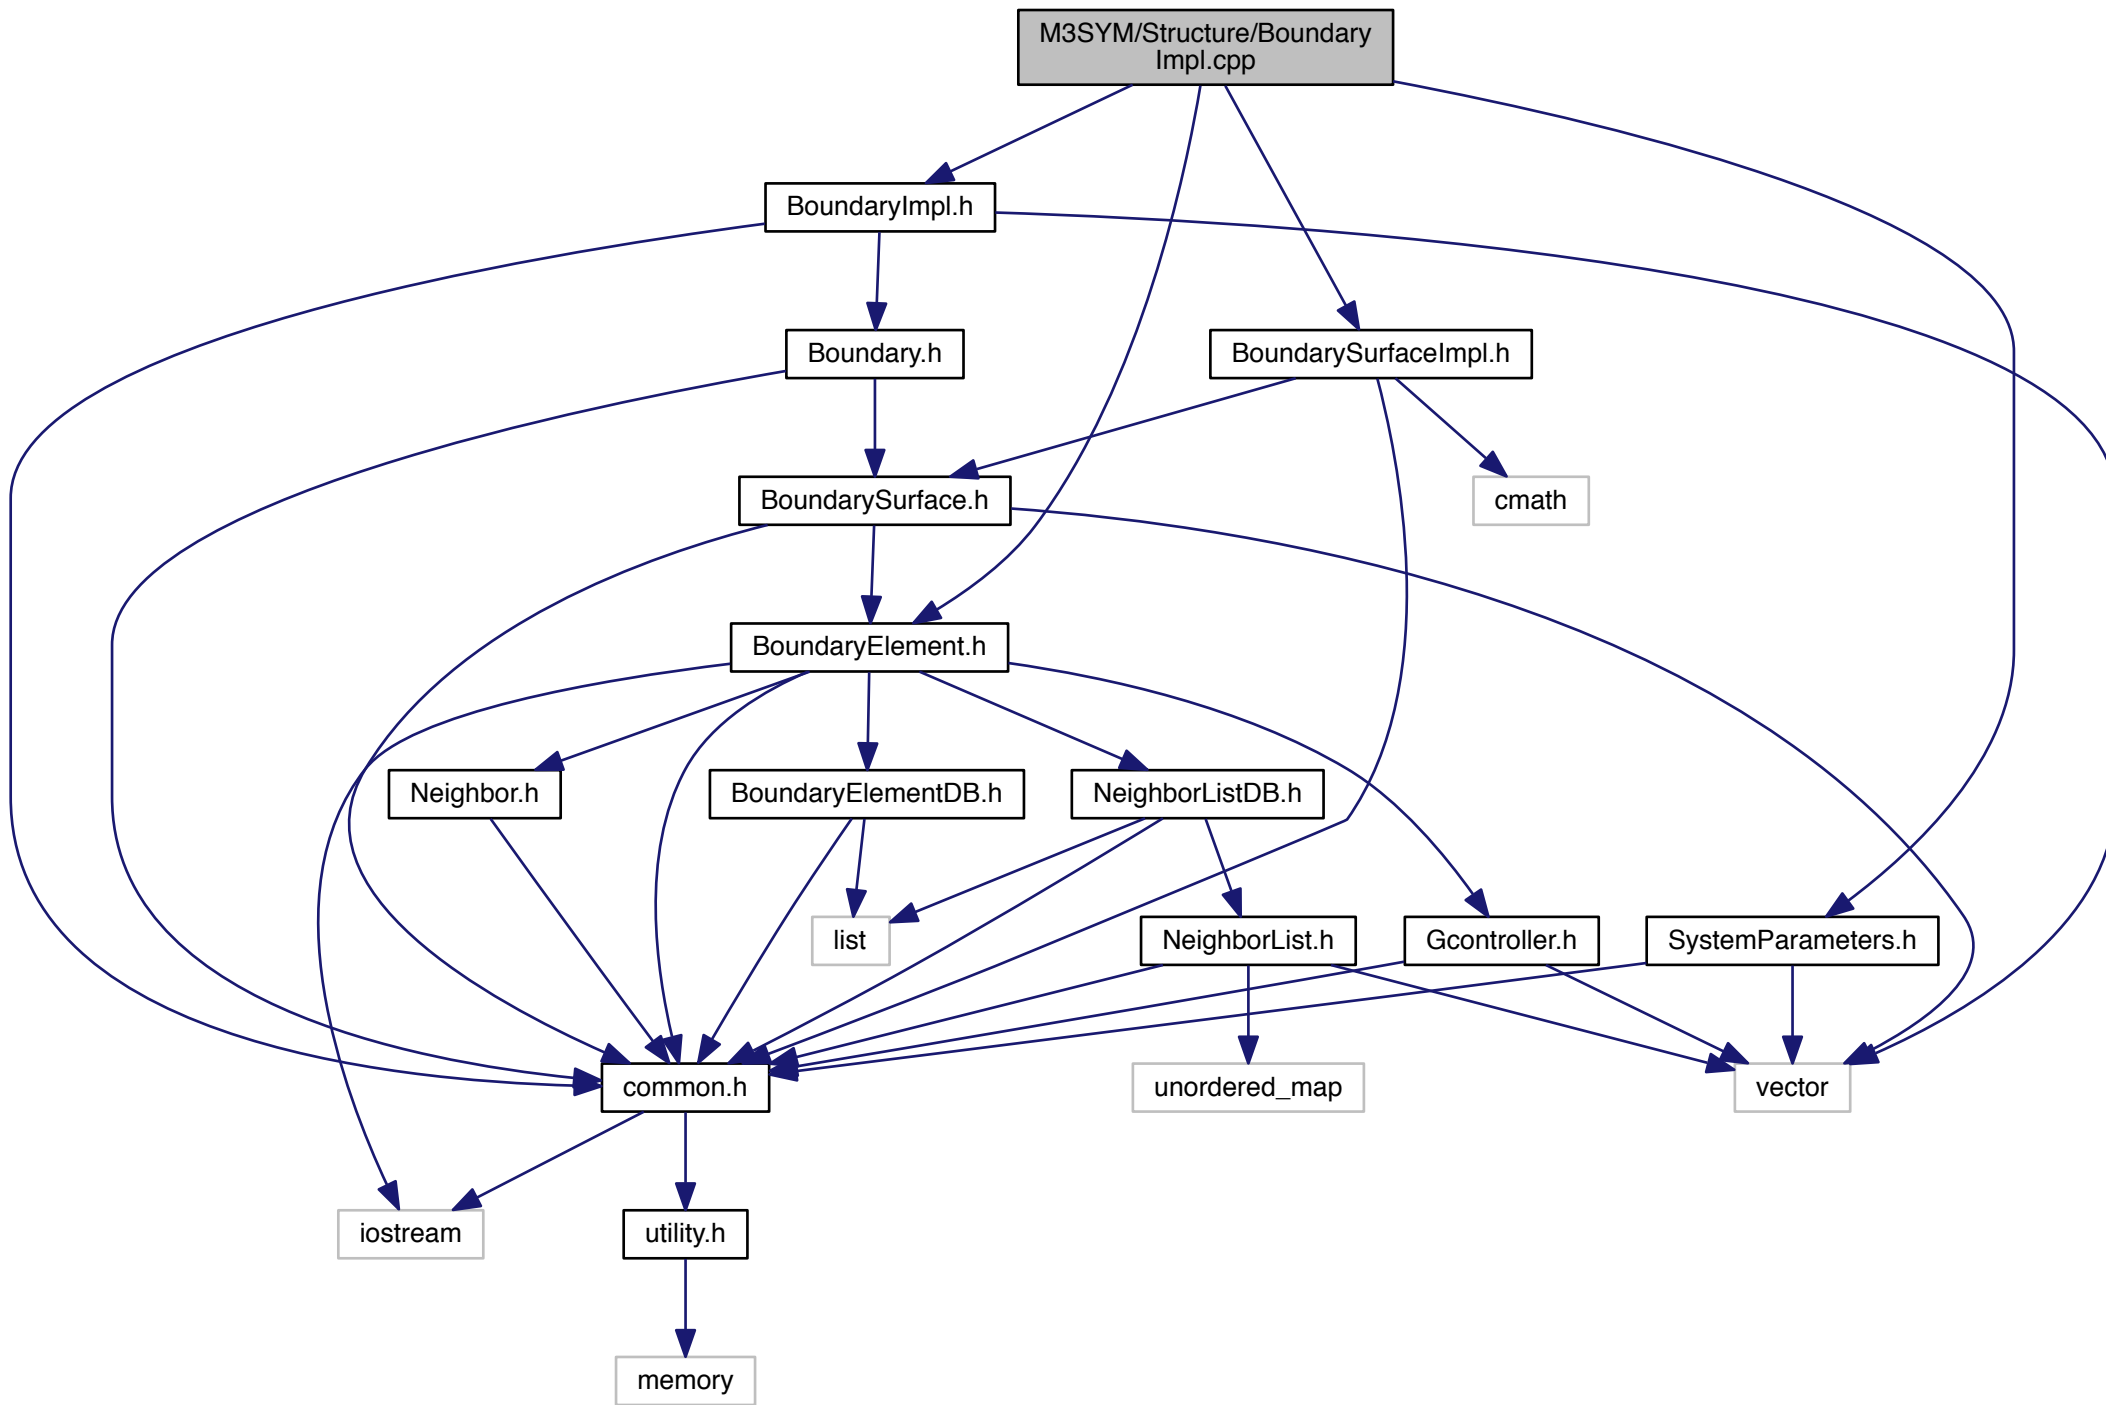 M3SYM/Structure/Boundary
Impl.cpp
BoundaryImpl.h
Boundary.h
BoundarySurfaceImpl.h
BoundarySurface.h
cmath
BoundaryElement.h
Neighbor.h
BoundaryElementDB.h
NeighborListDB.h
list
NeighborList.h
Gcontroller.h
SystemParameters.h
common.h
unordered_map
vector
iostream
utility.h
memory